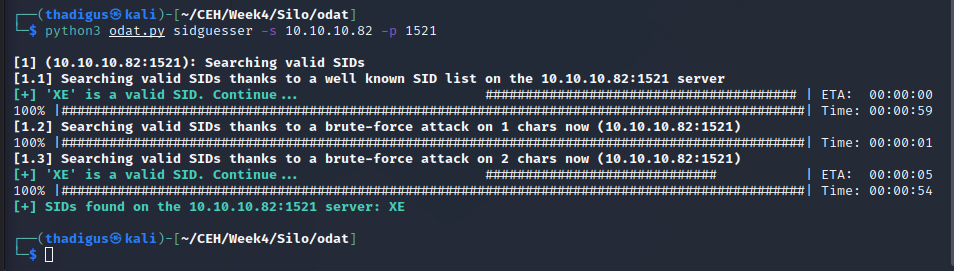 ┌──(thadigus㉿kali)-[~/CEH/Week4/Silo/odat]
└─$ python3 odat.py sidguesser -s 10.10.10.82 -p 1521
[1] (10.10.10.82:1521): Searching valid SIDs
[1.1] Searching valid SIDs thanks to a well known SID list on the 10.10.10.82:1521 server
[+] 'XE' is a valid SID. Continue... ####################################### | ETA: 00:00:00
100% |#############################################################################################| Time: 00:00:59
[1.2] Searching valid SIDs thanks to a brute-force attack on 1 chars now (10.10.10.82:1521)
100% |#############################################################################################| Time: 00:00:01
[1.3] Searching valid SIDs thanks to a brute-force attack on 2 chars now (10.10.10.82:1521)
[+] 'XE' is a valid SID. Continue... ############################# | ETA: 00:00:05
100% |#############################################################################################| Time: 00:00:54
[+] SIDs found on the 10.10.10.82:1521 server: XE
┌──(thadigus㉿kali)-[~/CEH/Week4/Silo/odat]
└─$